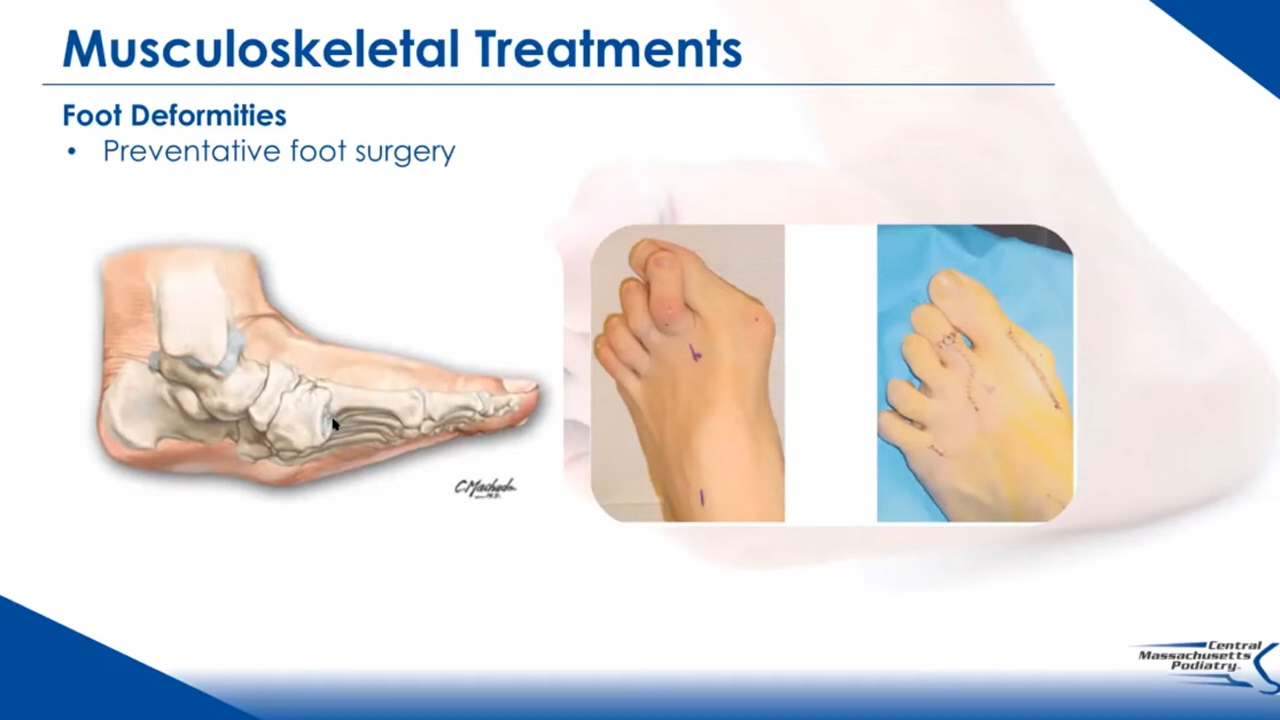 Musculoskeletal Treatments
Foot Deformities
• Preventative foot surgery
C.Machado
M.D.
Central
Massachusetts
Podiatry